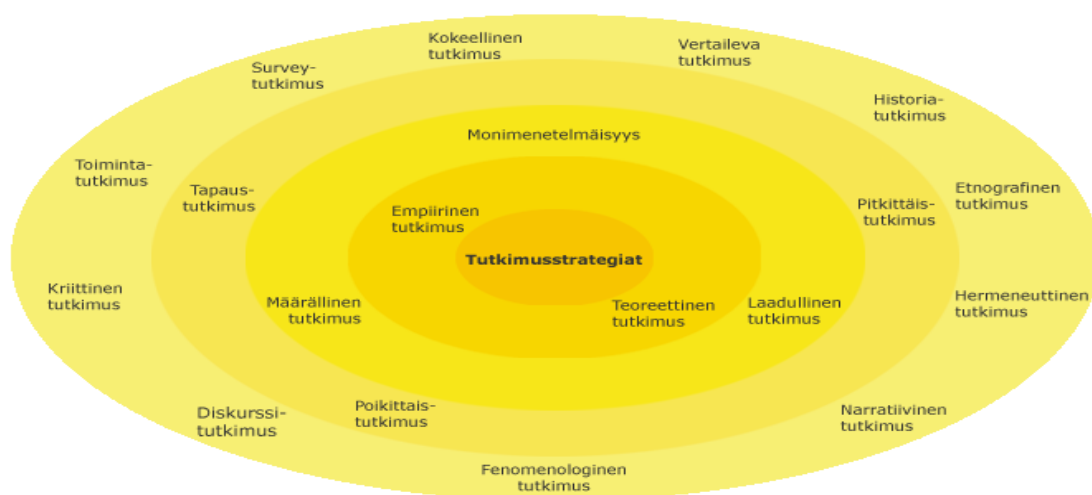 Kokeellinen
tutkimus
Vertaileva
tutkimus
Survey-
tutkimus
Historia-
tutkimus
Monimenetelmäisyys
Toiminta-
tutkimus
Tapaus-
tutkimus
Etnografinen
tutkimus
Pitkittäis-
tutkimus
Empiirinen
tutkimus
Tutkimusstrategiat
Kriittinen
tutkimus
Määrällinen
tutkimus
Teoreettinen
tutkimus
Laadullinen
tutkimus
Hermeneuttinen
tutkimus
Diskurssi-
tutkimus
Poikittais-
tutkimus
Narratiivinen
tutkimus
Fenomenologinen
tutkimus